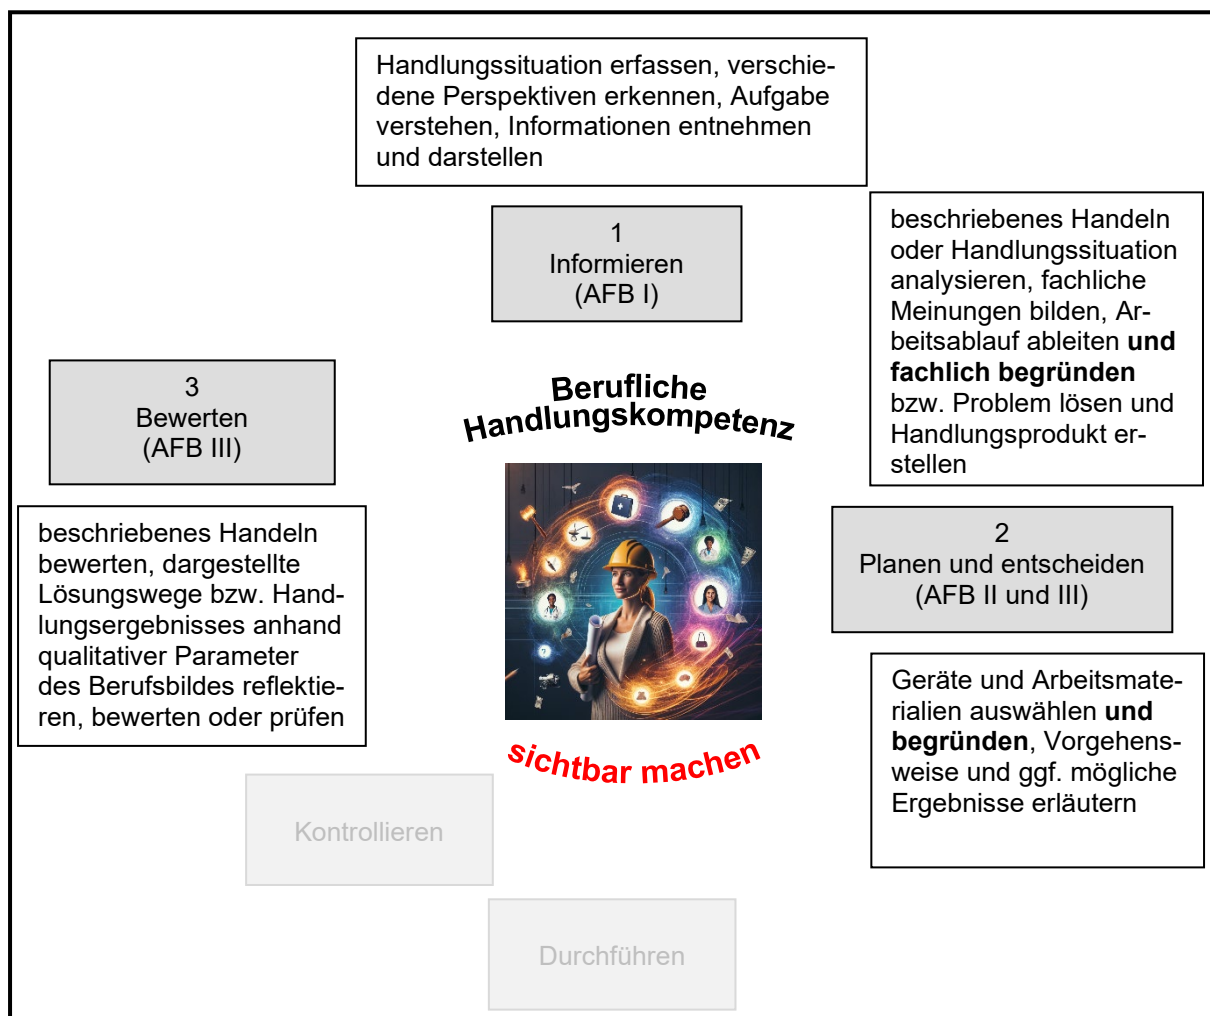 Handlungssituation erfassen, verschie-
dene Perspektiven erkennen, Aufgabe
verstehen, Informationen entnehmen
und darstellen
1
Informieren
(AFB I)
beschriebenes Handeln
oder Handlungssituation
analysieren, fachliche
Meinungen bilden, Ar-
beitsablauf ableiten und
fachlich begründen
bzw. Problem lösen und
Handlungsprodukt er-
stellen
2
Planen und entscheiden
(AFB II und III)
Geräte und Arbeitsmate-
rialien auswählen und
begründen, Vorgehens-
weise und ggf. mögliche
Ergebnisse erläutern
3
Bewerten
(AFB III)
beschriebenes Handeln
bewerten, dargestellte
Lösungswege bzw. Hand-
lungsergebnisses anhand
qualitativer Parameter
des Berufsbildes reflektie-
ren, bewerten oder prüfen
Berufliche
Handlungskompetenz
sichtbar machen
Kontrollieren
Durchführen